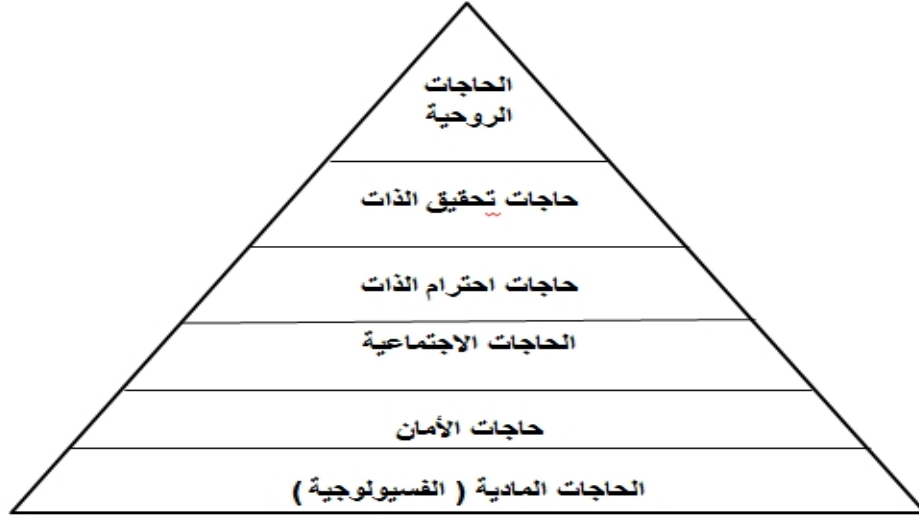 الحاجات
الروحية
حاجات تحقيق الذات
حاجات احترام الذات
الحاجات الاجتماعية
حاجات الأمان
الحاجات المادية ( الفسيولوجية )